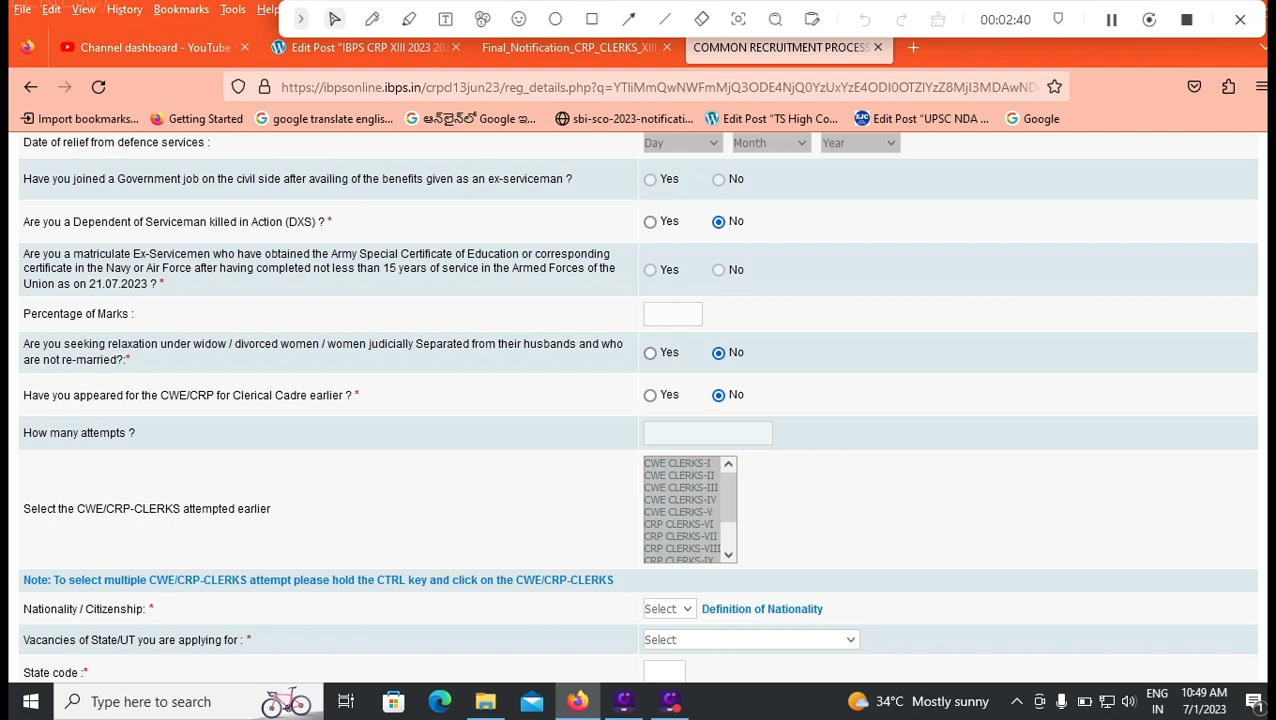 File Edit View History Bookmarks Tools Help
00:02:40
Channel dashboard - YouTube S
Edit Post "IBPS CRP XIII 2023 20
Final_Notification_CRP_CLERKS_XIII
COMMON RECRUITMENT PROCESS
https://ibpsonline.ibps.in/crpcl13jun23/reg_details.php?q=
Import bookmarks... Getting Started google translate englis... ఆన్‌లైన్‌లో Google ఇ... sbi-sco-2023-notificati... Edit Post "TS High Co... Edit Post "UPSC NDA ... Google
Date of relief from defence services : Day Month Year
Have you joined a Government job on the civil side after availing of the benefits given as an ex-serviceman ? Yes No
Are you a Dependent of Serviceman killed in Action (DXS) ? * Yes No
Are you a matriculate Ex-Servicemen who have obtained the Army Special Certificate of Education or corresponding
certificate in the Navy or Air Force after having completed not less than 15 years of service in the Armed Forces of the
Union as on 21.07.2023 ? * Yes No
Percentage of Marks :
Are you seeking relaxation under widow / divorced women / women judicially Separated from their husbands and who
are not re-married?:* Yes No
Have you appeared for the CWE/CRP for Clerical Cadre earlier ? * Yes No
How many attempts ?
Select the CWE/CRP-CLERKS attempted earlier
CWE CLERKS-I
CWE CLERKS-II
CWE CLERKS-III
CWE CLERKS-IV
CWE CLERKS-V
CRP CLERKS-VI
CRP CLERKS-VII
CRP CLERKS-VIII
CRP CLERKS-IX
Note: To select multiple CWE/CRP-CLERKS attempt please hold the CTRL key and click on the CWE/CRP-CLERKS
Nationality / Citizenship: * Select Definition of Nationality
Vacancies of State/UT you are applying for : * Select
State code :*
Type here to search
34°C Mostly sunny
ENG
IN
10:49 AM
7/1/2023
1